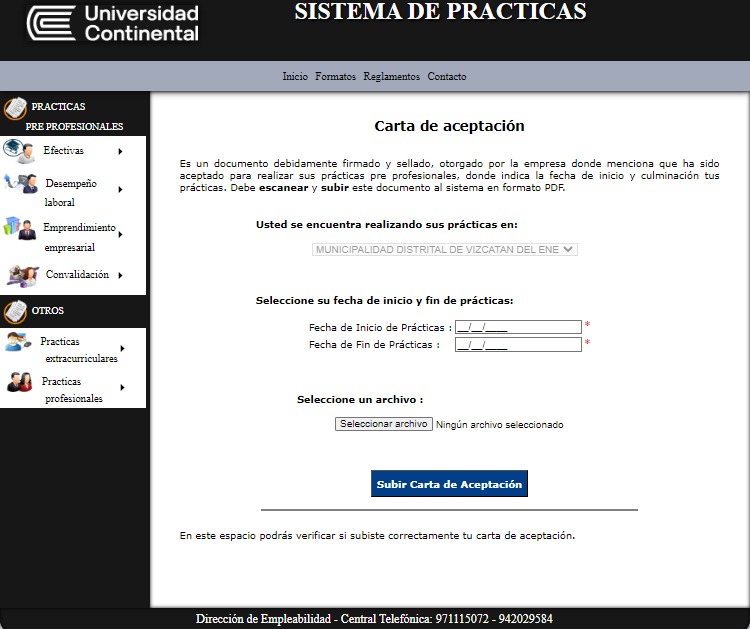 Universidad
Continental
SISTEMA DE PRACTICAS
Inicio Formatos Reglamentos Contacto
PRACTICAS
PRE PROFESIONALES
Efectivas
Desempeño
laboral
Emprendimiento
empresarial
Convalidación
OTROS
Practicas
extracurriculares
Practicas
profesionales
Carta de aceptación
Es un documento debidamente firmado y sellado, otorgado por la empresa donde menciona que ha sido
aceptado para realizar sus prácticas pre profesionales, donde indica la fecha de inicio y culminación tus
prácticas. Debe escanear y subir este documento al sistema en formato PDF.
Usted se encuentra realizando sus prácticas en:
MUNICIPALIDAD DISTRITAL DE VIZCATAN DEL ENE
Seleccione su fecha de inicio y fin de prácticas:
Fecha de Inicio de Prácticas : __/__/____ *
Fecha de Fin de Prácticas : __/__/____ *
Seleccione un archivo :
Seleccionar archivo Ningún archivo seleccionado
Subir Carta de Aceptación
En este espacio podrás verificar si subiste correctamente tu carta de aceptación.
Dirección de Empleabilidad - Central Telefónica: 971115072 - 942029584